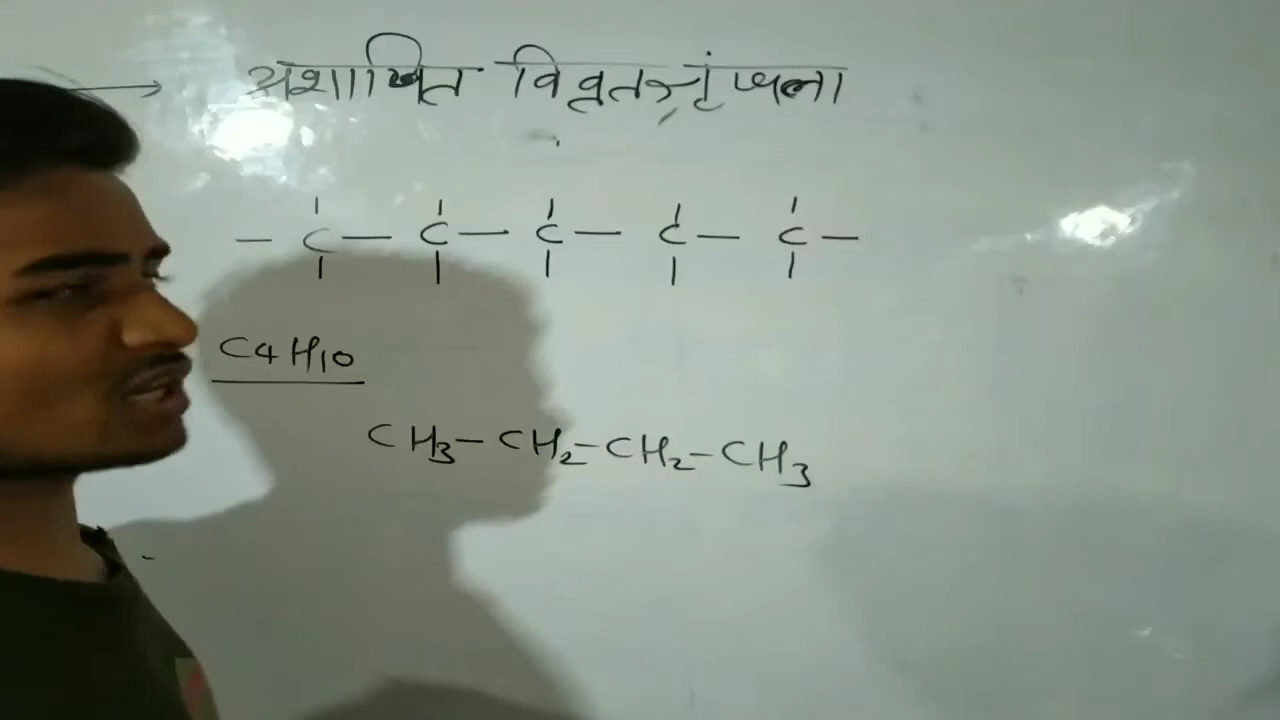 → अशाखित विवृत श्रृंखला
- C - C - C - C - C -
C4H10
CH3-CH2-CH2-CH3